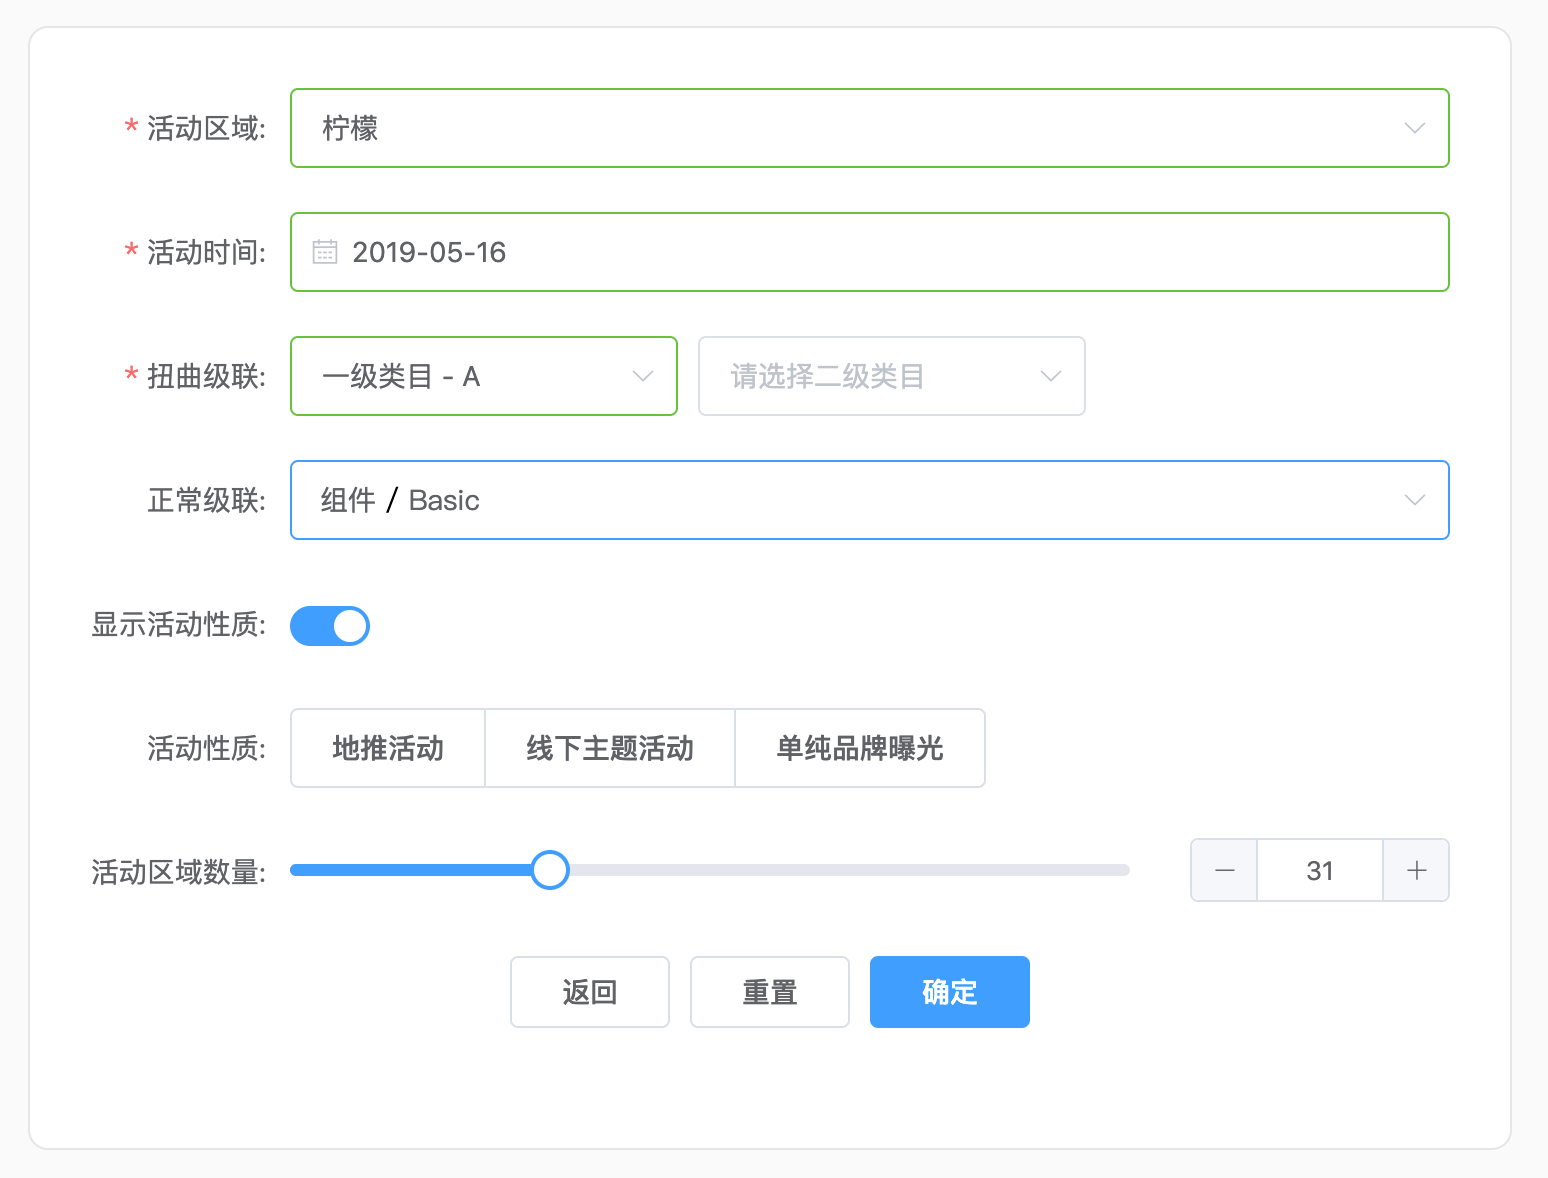 * 活动区域: 柠檬
* 活动时间: 2019-05-16
* 扭曲级联: 一级类目 - A 请选择二级类目
正常级联: 组件 / Basic
显示活动性质:
活动性质: 地推活动 线下主题活动 单纯品牌曝光
活动区域数量: — 31 +
返回 重置 确定